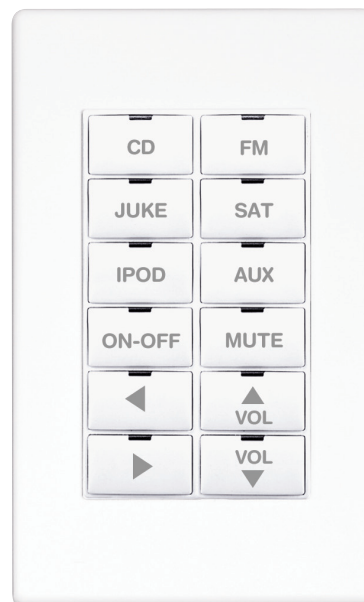 CD
FM
JUKE
SAT
IPOD
AUX
ON-OFF
MUTE
VOL
VOL